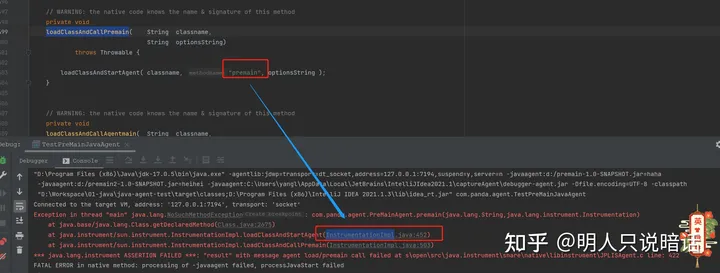 // WARNING: the native code knows the name & signature of this method
private void
loadClassAndCallPremain( String classname,
String optionsString)
throws Throwable {
loadClassAndStartAgent( classname, "premain", optionsString );
}
// WARNING: the native code knows the name & signature of this method
private void
loadClassAndCallAgentmain( String classname,
Debug: TestPreMainJavaAgent
Debugger Console
"D:\Program Files (x86)\Java\jdk-17.0.5\bin\java.exe" -agentlib:jdwp=transport=dt_socket,address=127.0.0.1:7194,suspend=y,server=n -javaagent:d:/premain-1.0-SNAPSHOT.jar=haha
-javaagent:d:/premain2-1.0-SNAPSHOT.jar=heihei -javaagent:C:\Users\yangl\AppData\Local\JetBrains\IntelliJIdea2021.1\captureAgent\debugger-agent.jar -Dfile.encoding=UTF-8 -classpath
"D:\Workspace\01-java\java-agent-test\target\classes;D:\Program Files (x86)\IntelliJ IDEA 2021.1.3\lib\idea_rt.jar" com.panda.agent.TestPreMainJavaAgent
Connected to the target VM, address: '127.0.0.1:7194', transport: 'socket'
Exception in thread "main" java.lang.NoSuchMethodException: com.panda.agent.PreMainAgent.premain(java.lang.String,java.lang.instrument.Instrumentation)
at java.base/java.lang.Class.getDeclaredMethod(Class.java:2675)
at java.instrument/sun.instrument.InstrumentationImpl.loadClassAndStartAgent(InstrumentationImpl.java:452)
at java.instrument/sun.instrument.InstrumentationImpl.loadClassAndCallPremain(InstrumentationImpl.java:503)
*** java.lang.instrument ASSERTION FAILED ***: "result" with message agent load/premain call failed at s\open\src\java.instrument\share\native\libinstrument\JPLISAgent.c line: 422
FATAL ERROR in native method: processing of -javaagent failed, processJavaStart failed
知乎 @明人只说暗话